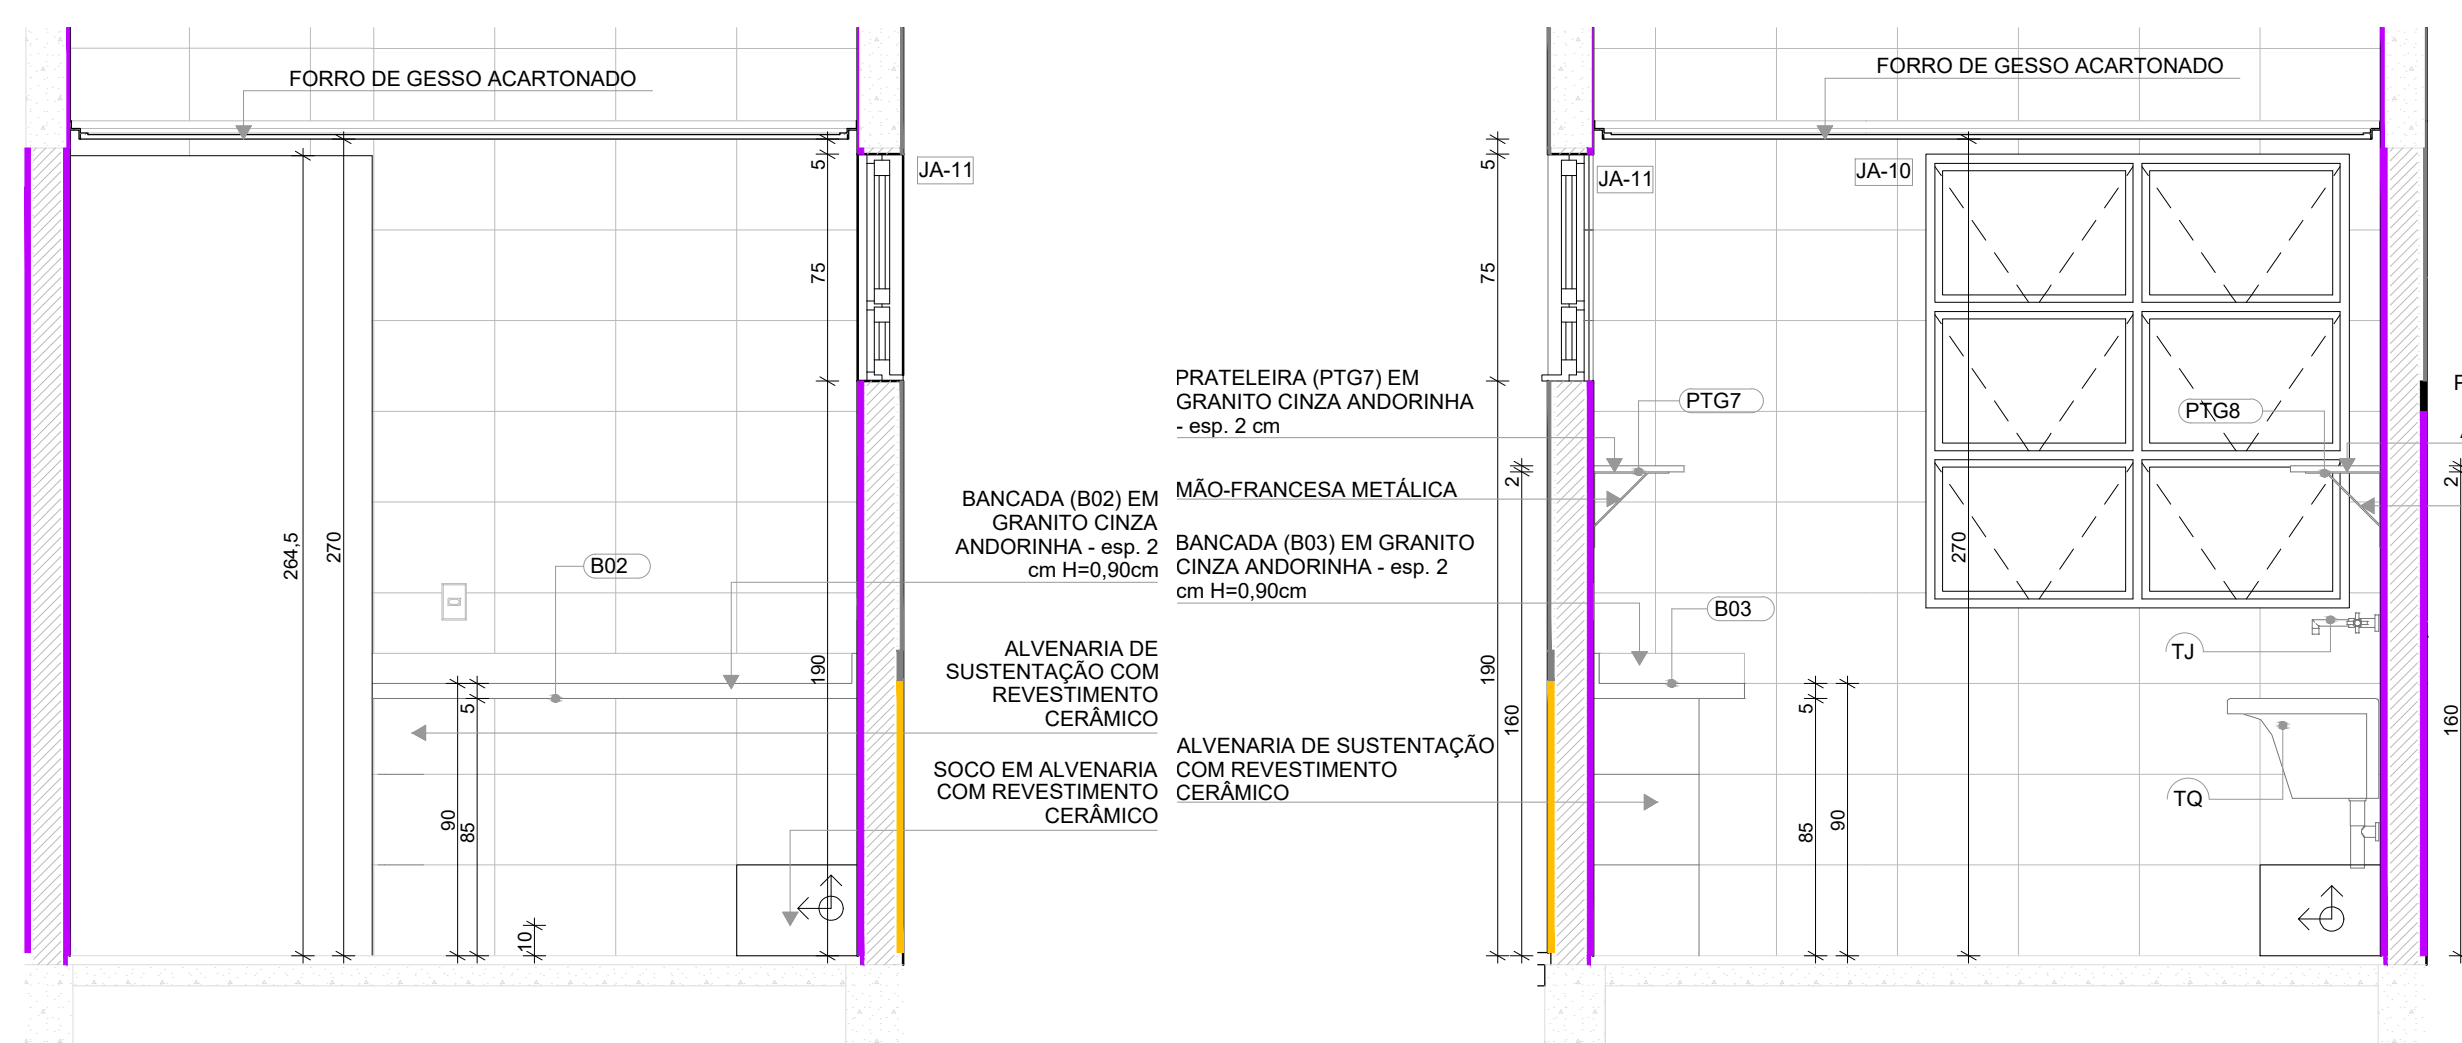 FORRO DE GESSO ACARTONADO
JA-11
5
75
264,5
270
B02
190
5
90
85
10
BANCADA (B02) EM
GRANITO CINZA
ANDORINHA - esp. 2
cm H=0,90cm
ALVENARIA DE
SUSTENTAÇÃO COM
REVESTIMENTO
CERÂMICO
SOCO EM ALVENARIA
COM REVESTIMENTO
CERÂMICO
PRATELEIRA (PTG7) EM
GRANITO CINZA ANDORINHA
- esp. 2 cm
MÃO-FRANCESA METÁLICA
BANCADA (B03) EM GRANITO
CINZA ANDORINHA - esp. 2
cm H=0,90cm
ALVENARIA DE SUSTENTAÇÃO
COM REVESTIMENTO
CERÂMICO
FORRO DE GESSO ACARTONADO
5
JA-11
JA-10
75
PTG7
PTG8
2
2
270
B03
TJ
190
160
5
85
90
TQ
160